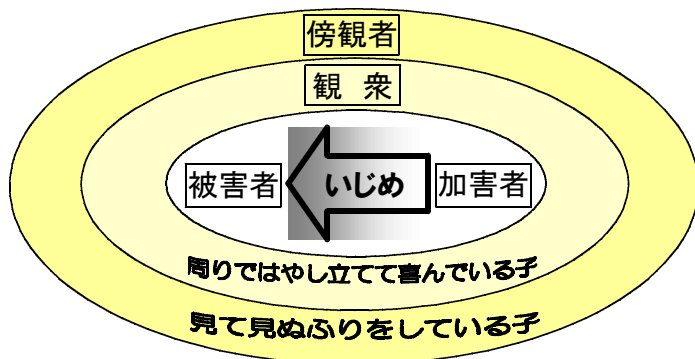 傍観者
観 衆
被害者
いじめ
加害者
周りではやし立てて喜んでいる子
見て見ぬふりをしている子